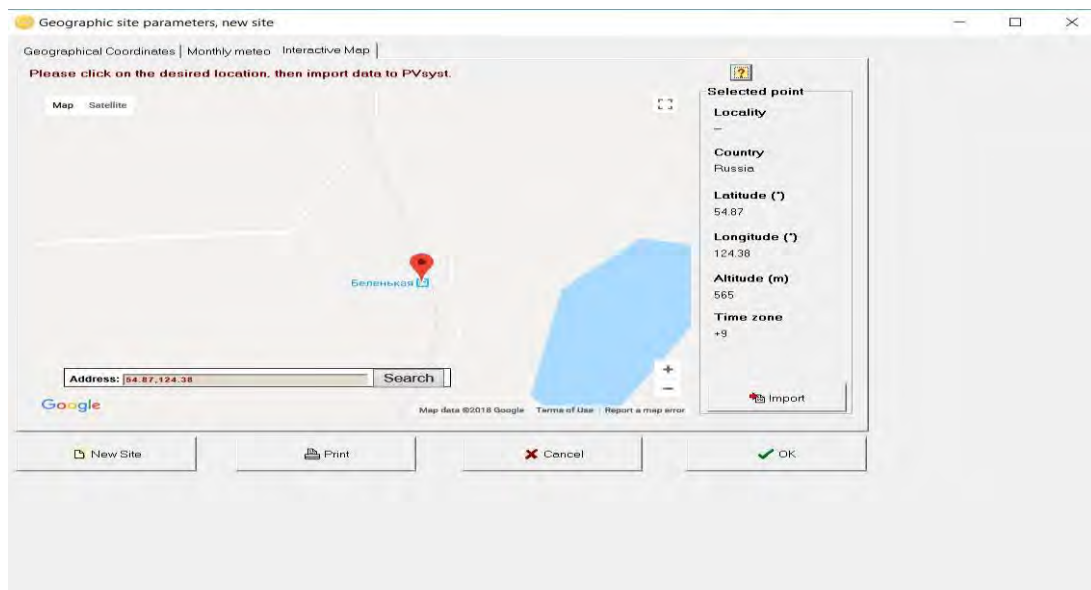 Geographic site parameters, new site
Geographical Coordinates Monthly meteo Interactive Map
Please click on the desired location, then import data to PVsyst.
?
Map Satellite
Selected point
Locality
–
Country
Russia
Latitude (°)
54.87
Longitude (°)
124.38
Altitude (m)
565
Time zone
+9
Беленькая
Address: 54.87,124.38 Search
+
−
Google
Map data ©2018 Google Terms of Use Report a map error
Import
New Site Print Cancel OK